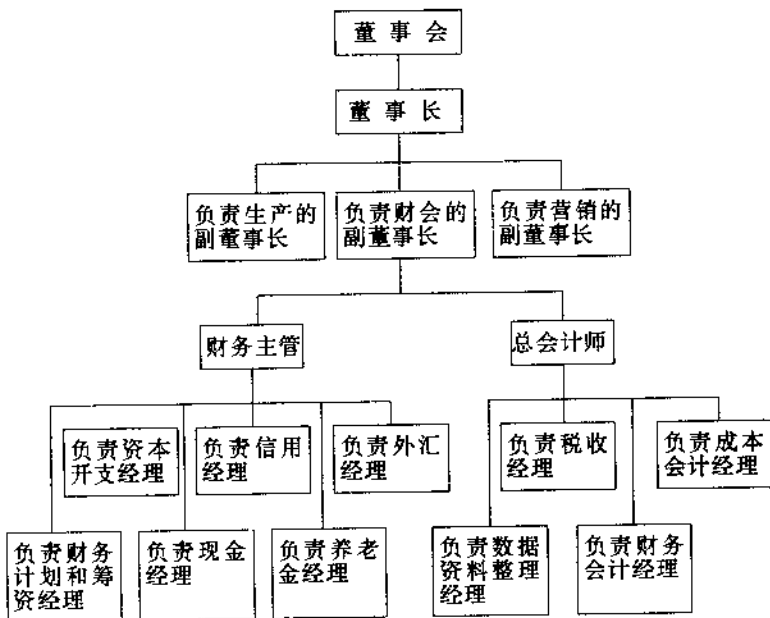 董事会
董事长
负责生产的
副董事长
负责财会的
副董事长
负责营销的
副董事长
财务主管
总会计师
负责资本
开支经理
负责信用
经理
负责外汇
经理
负责税收
经理
负责成本
会计经理
负责财务
计划和筹
资经理
负责现金
经理
负责养老
金经理
负责数据
资料整理
经理
负责财务
会计经理